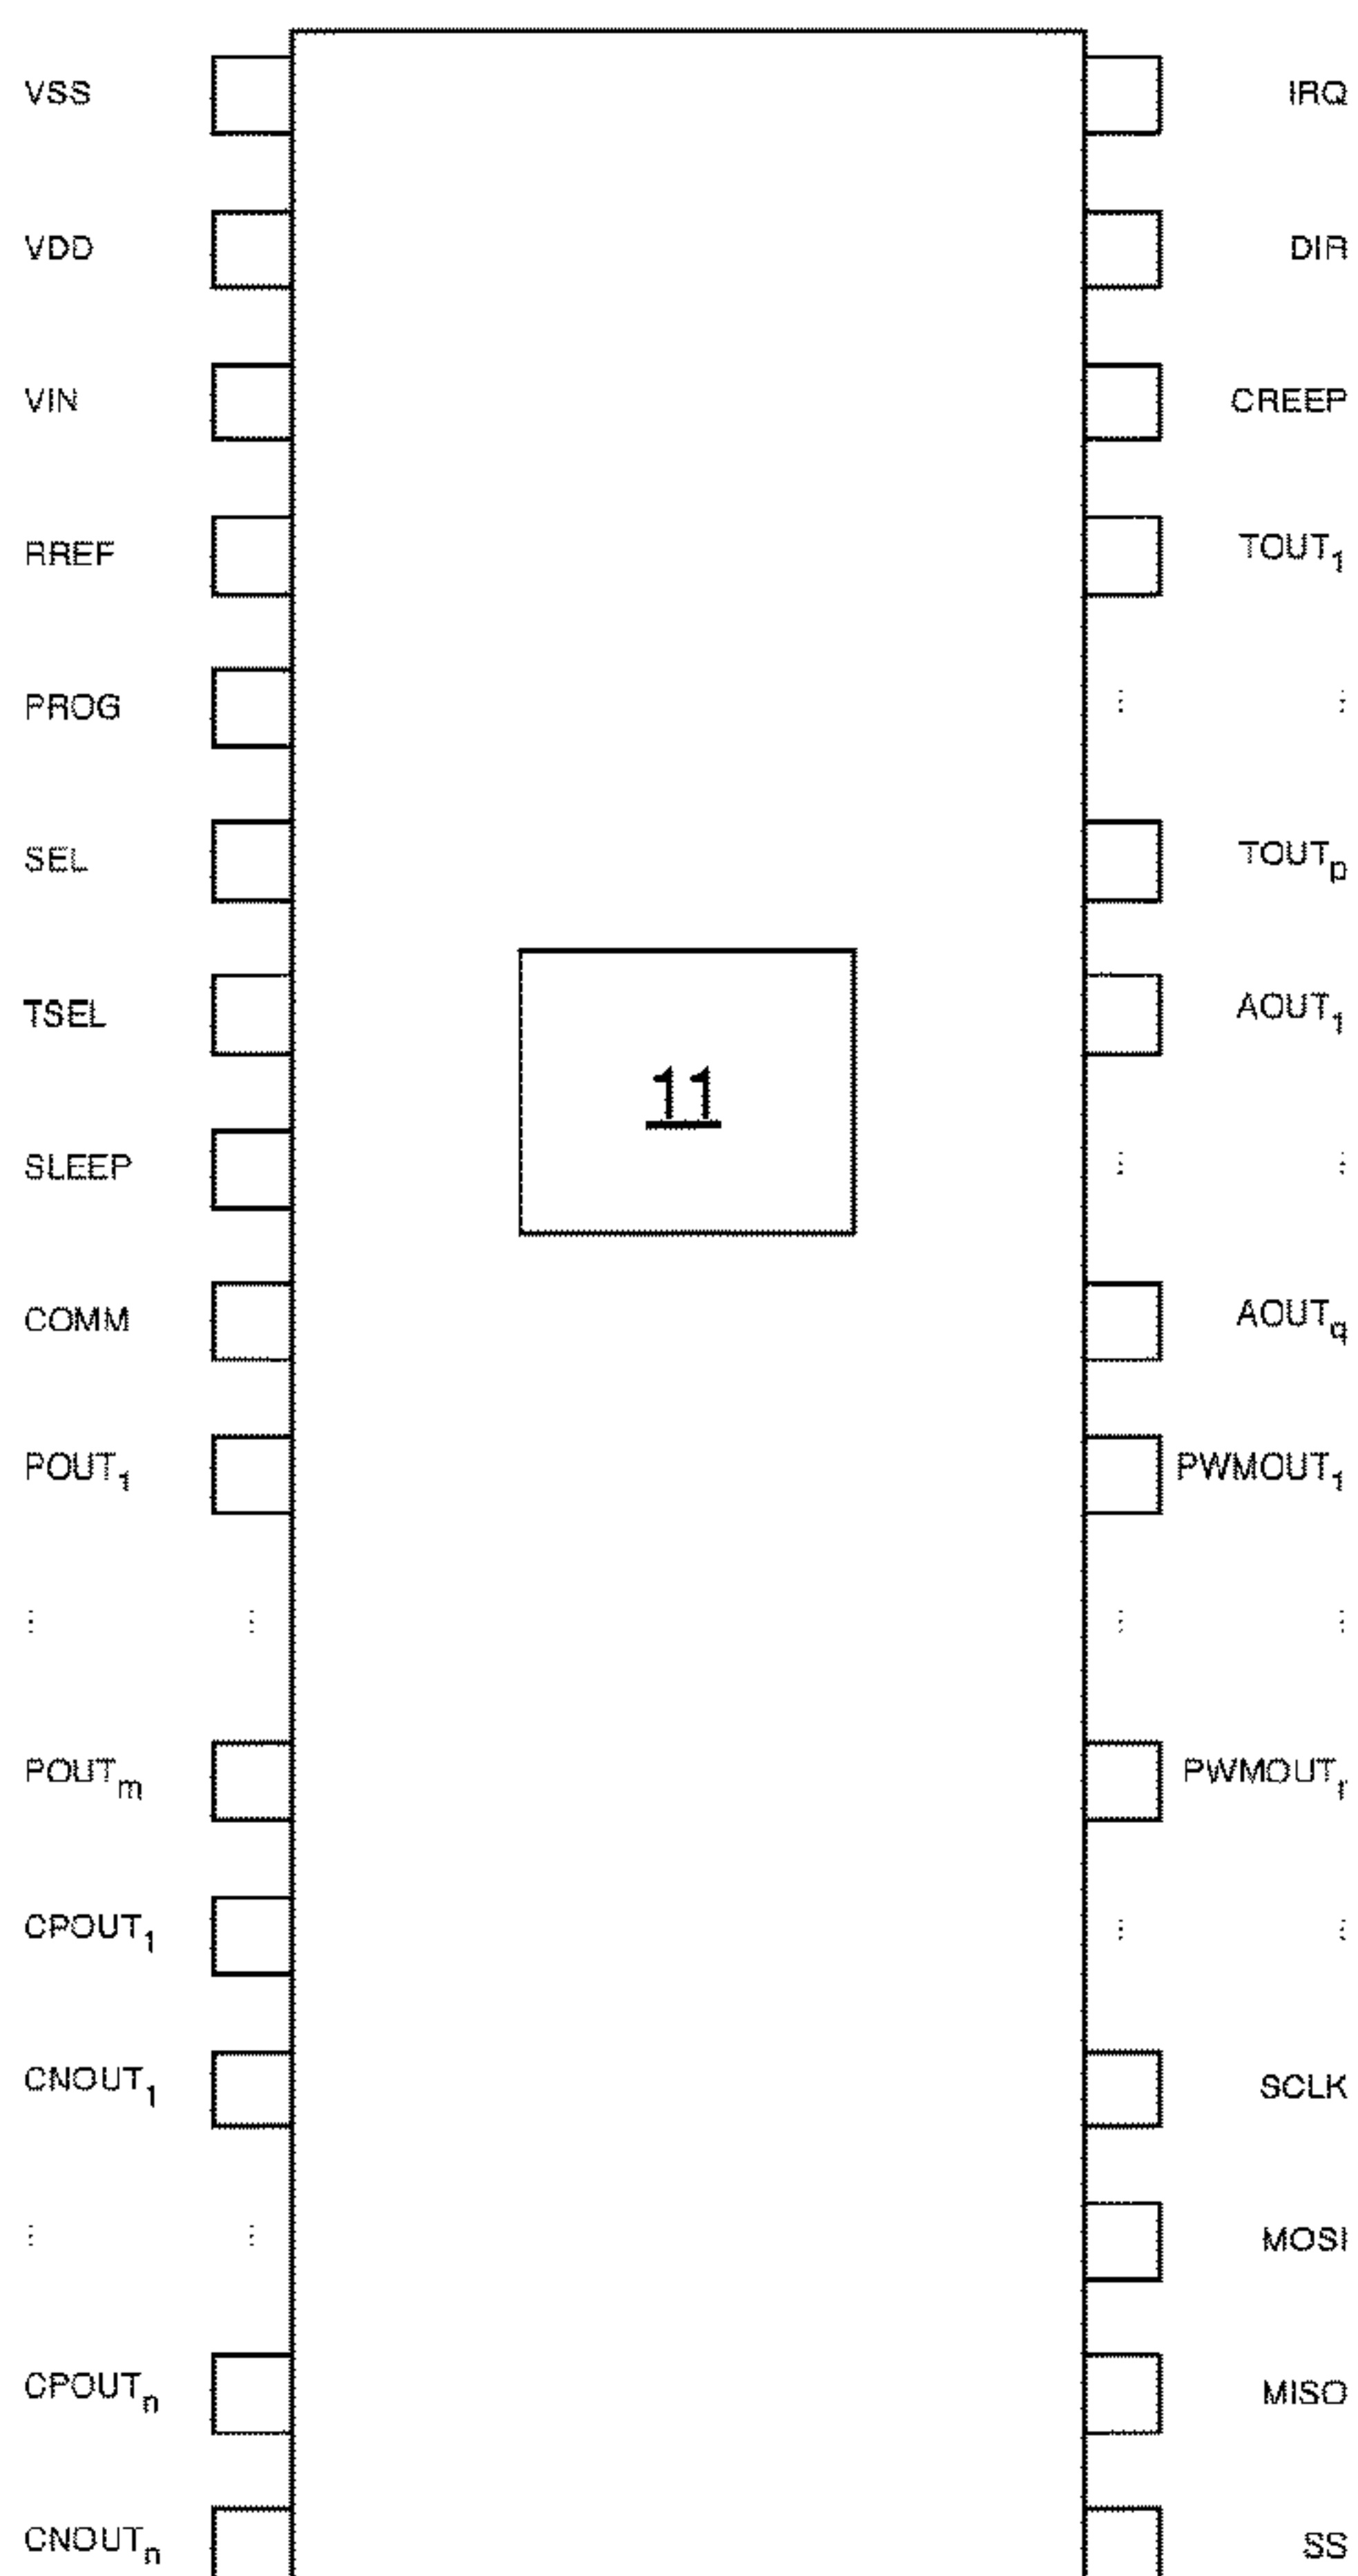 VSS
VDD
VIN
RREF
PROG
SEL
TSEL
SLEEP
COMM
POUT₁
⋮ ⋮
POUTₘ
CPOUT₁
CNOUT₁
⋮ ⋮
CPOUTₙ
CNOUTₙ
11
IRQ
DIR
CREEP
TOUT₁
⋮ ⋮
TOUTₚ
AOUT₁
⋮ ⋮
AOUT_q
PWMOUT₁
⋮ ⋮
PWMOUTᵣ
⋮ ⋮
SCLK
MOSI
MISO
SS